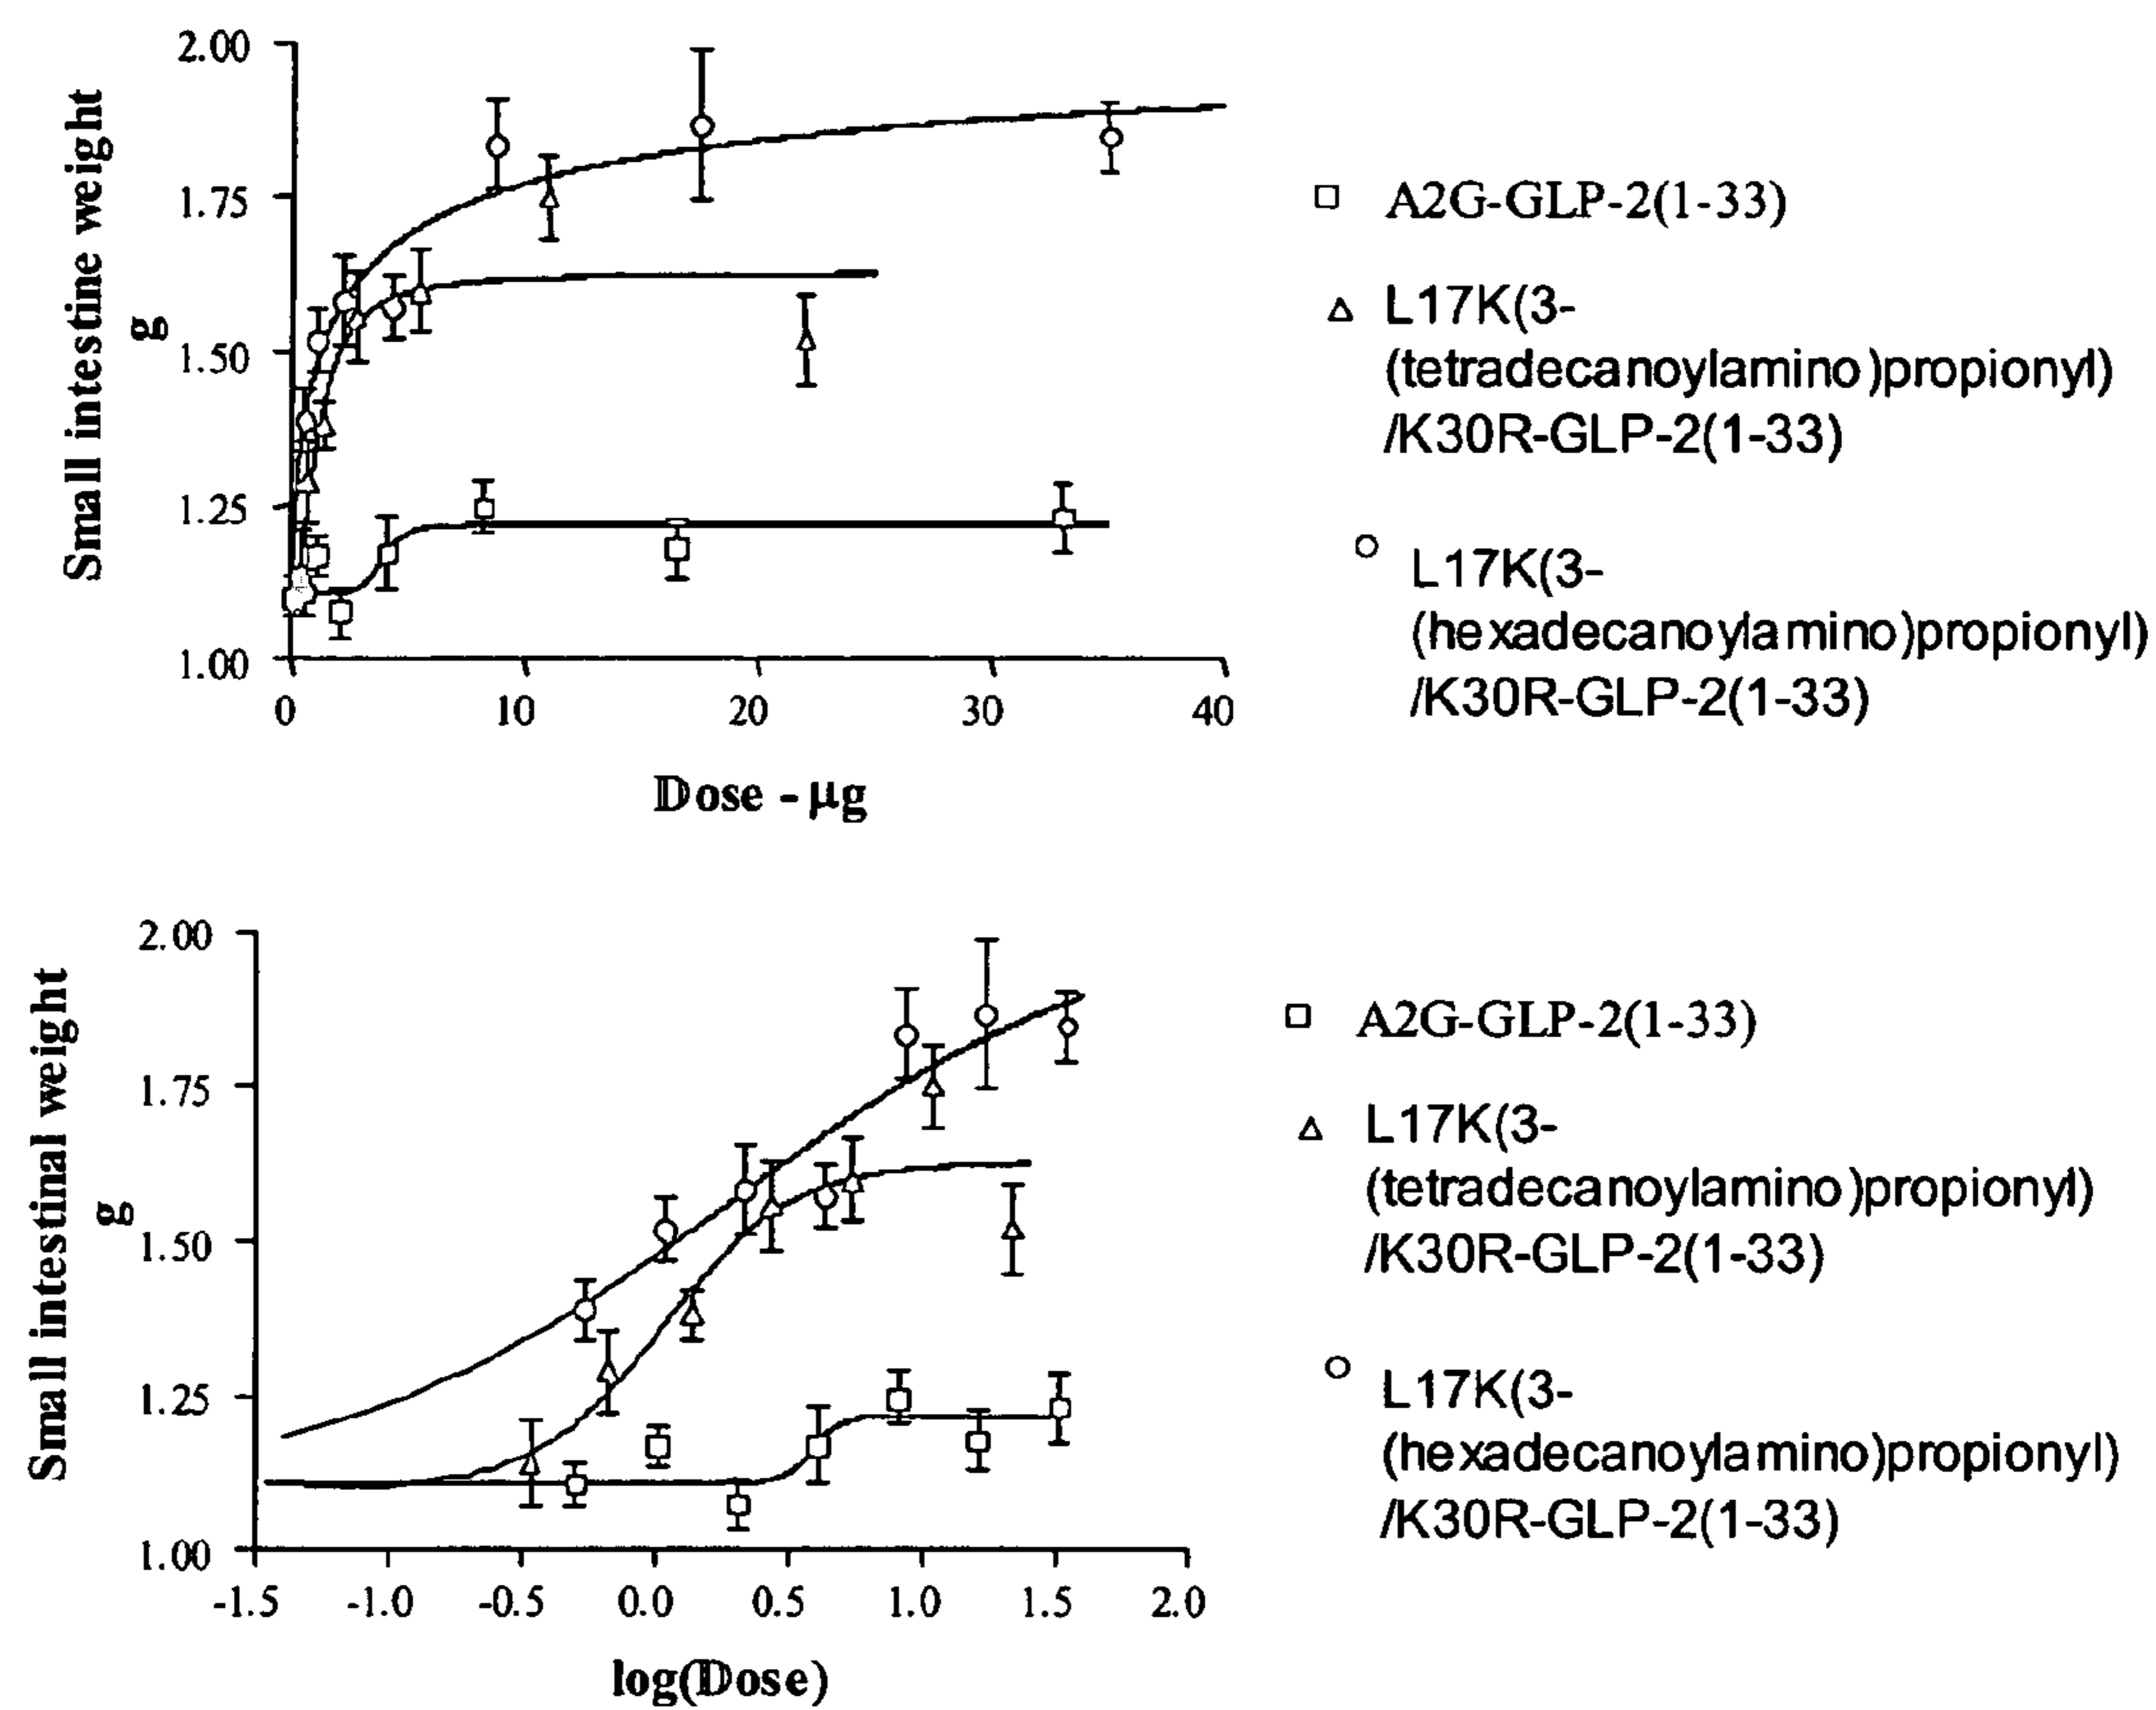 2.00
1.75
1.50
1.25
1.00
Small intestine weight
g
0 10 20 30 40
Dose - µg
A2G-GLP-2(1-33)
L17K(3-
(tetradecanoylamino)propionyl)
/K30R-GLP-2(1-33)
L17K(3-
(hexadecanoylamino)propionyl)
/K30R-GLP-2(1-33)
2.00
1.75
1.50
1.25
1.00
Small intestinal weight
g
-1.5 -1.0 -0.5 0.0 0.5 1.0 1.5 2.0
log(Dose)
A2G-GLP-2(1-33)
L17K(3-
(tetradecanoylamino)propionyl)
/K30R-GLP-2(1-33)
L17K(3-
(hexadecanoylamino)propionyl)
/K30R-GLP-2(1-33)